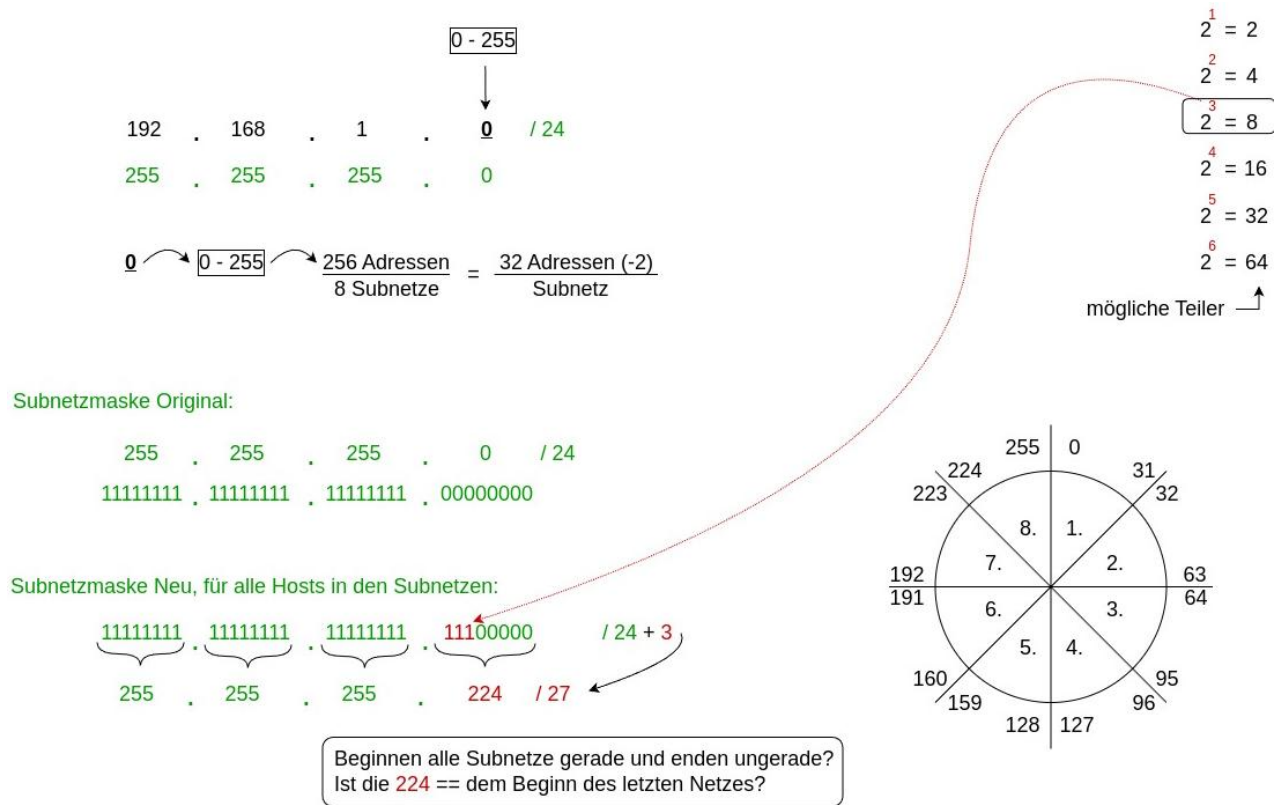 0 - 255
192 . 168 . 1 . 0 / 24
255 . 255 . 255 . 0
0 0 - 255 256 Adressen = 32 Adressen (-2)
8 Subnetze Subnetz
2^1 = 2
2^2 = 4
2^3 = 8
2^4 = 16
2^5 = 32
2^6 = 64
mögliche Teiler
Subnetzmaske Original:
255 . 255 . 255 . 0 / 24
11111111 . 11111111 . 11111111 . 00000000
Subnetzmaske Neu, für alle Hosts in den Subnetzen:
11111111 . 11111111 . 11111111 . 11100000 / 24 + 3
255 . 255 . 255 . 224 / 27
255 0
224 31
223 32
8. 1.
7. 2.
192 63
191 64
6. 3.
5. 4.
160 95
159 96
128 127
Beginnen alle Subnetze gerade und enden ungerade?
Ist die 224 == dem Beginn des letzten Netzes?